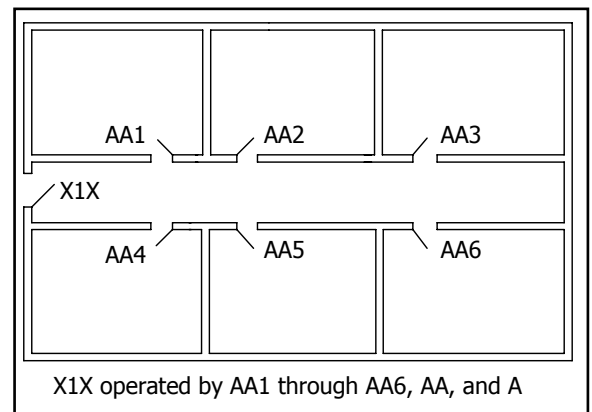 AA1
AA2
AA3
X1X
AA4
AA5
AA6
X1X operated by AA1 through AA6, AA, and A